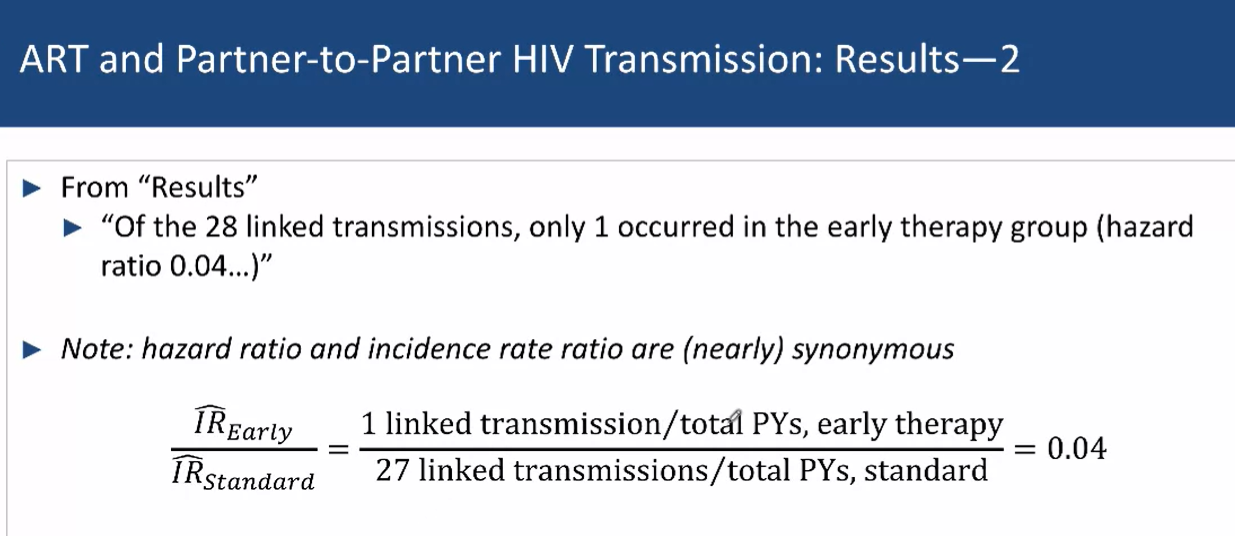 ART and Partner-to-Partner HIV Transmission: Results—2
► From “Results”
► “Of the 28 linked transmissions, only 1 occurred in the early therapy group (hazard
ratio 0.04…)”
► Note: hazard ratio and incidence rate ratio are (nearly) synonymous
\frac{\widehat{IR}_{Early}}{\widehat{IR}_{Standard}} = \frac{1 linked transmission/total PYs, early therapy}{27 linked transmissions/total PYs, standard} = 0.04